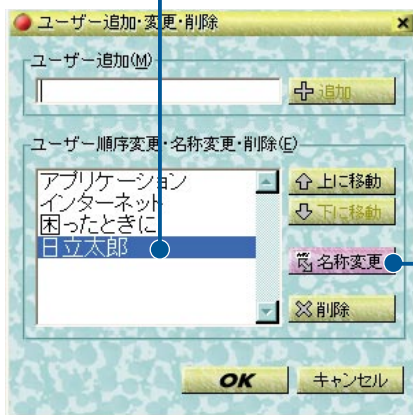 ユーザー追加･変更･削除
ユーザー追加(M)
追加
ユーザー順序変更･名称変更･削除(E)
アプリケーション
インターネット
困ったときに
日立太郎
上に移動
下に移動
名称変更
削除
OK
キャンセル